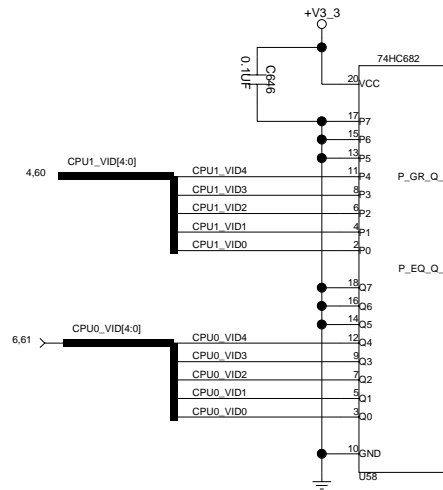 +V3_3
74HC682
C646
0.1UF
20 VCC
17 P7
15 P6
13 P5
4,60 CPU1_VID[4:0]
CPU1_VID4 11 P4
P_GR_Q_
CPU1_VID3 8 P3
CPU1_VID2 6 P2
CPU1_VID1 4 P1
CPU1_VID0 2 P0
P_EQ_Q_
18 Q7
16 Q6
14 Q5
6,61 CPU0_VID[4:0]
CPU0_VID4 12 Q4
CPU0_VID3 9 Q3
CPU0_VID2 7 Q2
CPU0_VID1 5 Q1
CPU0_VID0 3 Q0
10 GND
U58